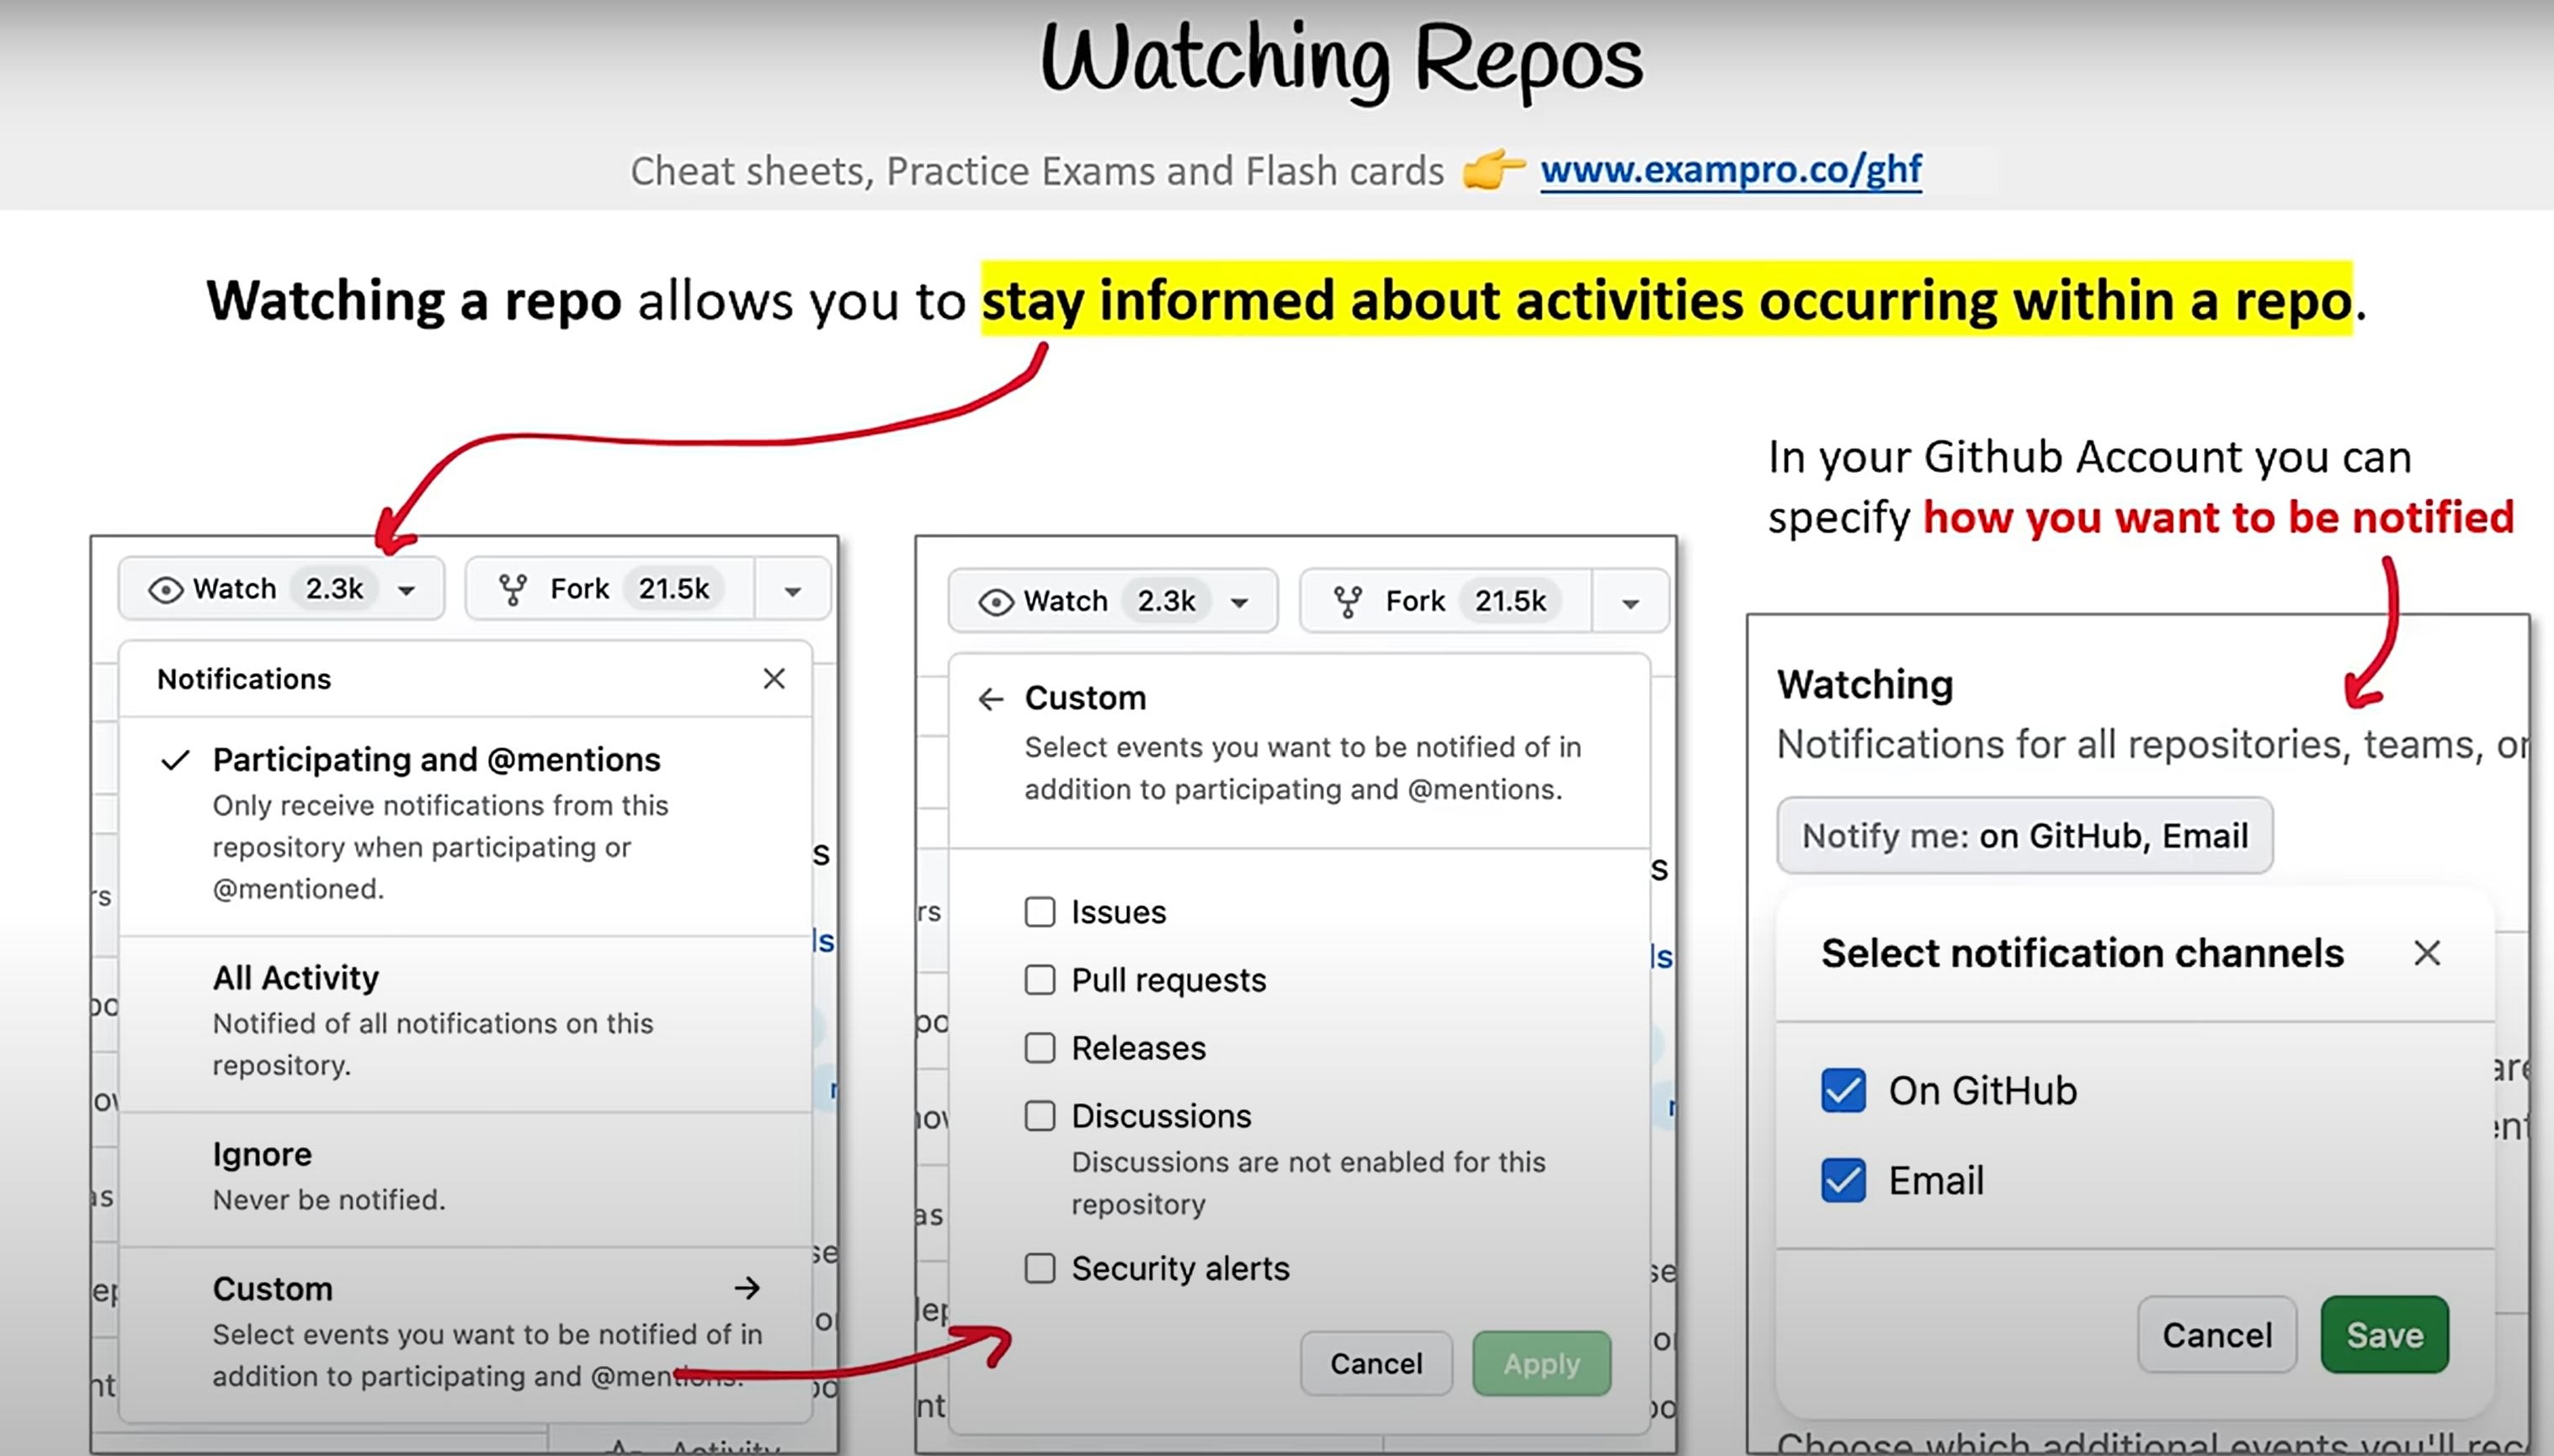 Watching Repos
Cheat sheets, Practice Exams and Flash cards 👉 www.exampro.co/ghf
Watching a repo allows you to stay informed about activities occurring within a repo.
In your Github Account you can
specify how you want to be notified
Watch 2.3k
Fork 21.5k
Notifications
Participating and @mentions
Only receive notifications from this
repository when participating or
@mentioned.
All Activity
Notified of all notifications on this
repository.
Ignore
Never be notified.
Custom
Select events you want to be notified of in
addition to participating and @mentions.
Activity
Watch 2.3k
Fork 21.5k
Custom
Select events you want to be notified of in
addition to participating and @mentions.
Issues
Pull requests
Releases
Discussions
Discussions are not enabled for this
repository
Security alerts
Cancel
Apply
Watching
Notifications for all repositories, teams, or
Notify me: on GitHub, Email
Select notification channels
On GitHub
Email
Cancel
Save
Choose which additional events you'll rec